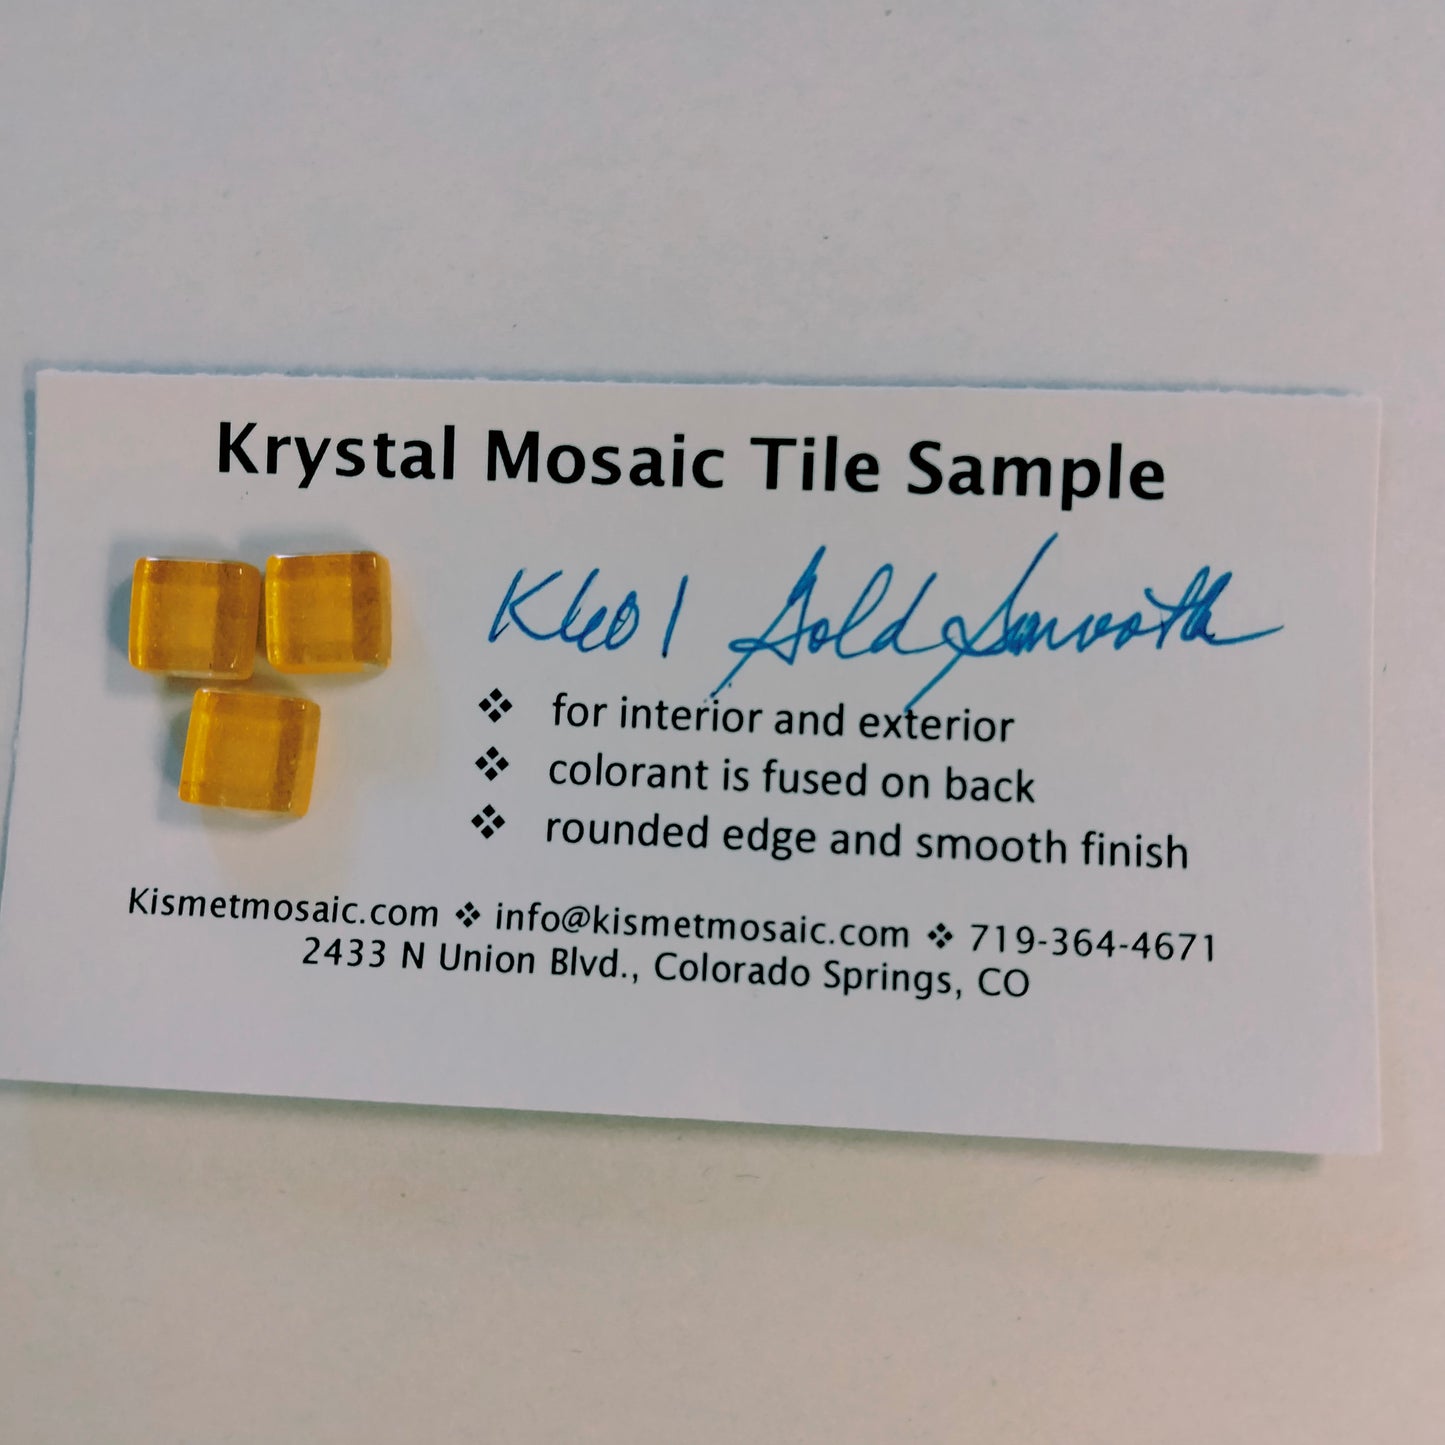 Krystal Mosaic Tile Sample
K601 Gold Smooth
❖ for interior and exterior
❖ colorant is fused on back
❖ rounded edge and smooth finish
Kismetmosaic.com ❖ info@kismetmosaic.com ❖ 719-364-4671
2433 N Union Blvd., Colorado Springs, CO